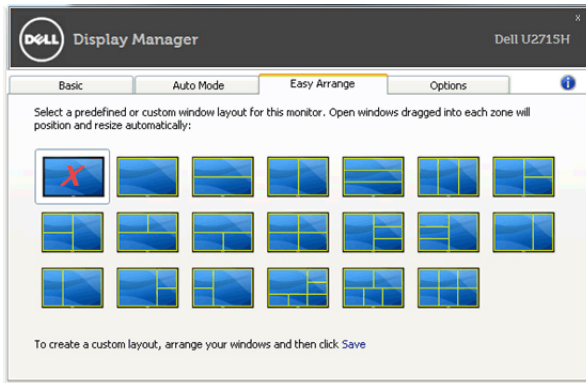 x
DELL Display Manager Dell U2715H
Basic Auto Mode Easy Arrange Options i
Select a predefined or custom window layout for this monitor. Open windows dragged into each zone will
position and resize automatically:
X
To create a custom layout, arrange your windows and then click Save